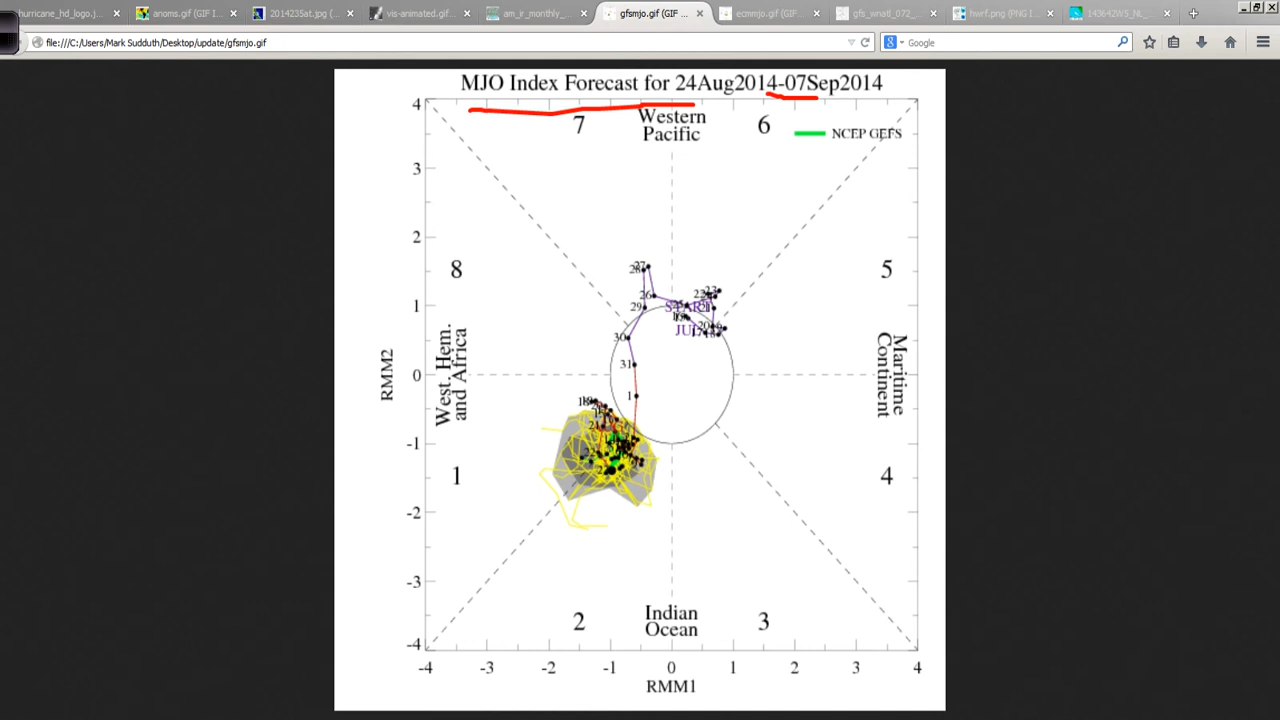 hurricane_hd_logo.j...
anoms.gif (GIF I...
2014235at.jpg (...
vis-animated.gif...
am_ir_monthly_...
gfsmjo.gif (GIF ...
ecmmjo.gif (GIF...
gfs_wnatl_072_...
hwrf.png (PNG I...
143642W5_NL_...
file:///C:/Users/Mark Sudduth/Desktop/update/gfsmjo.gif
Google
MJO Index Forecast for 24Aug2014-07Sep2014
4
7
Western
Pacific
6
NCEP GEFS
3
2
27
28
8
5
26
23
1
START
29
JUL
30
RMM2
0
West. Hem.
and Africa
31
Maritime
Continent
1
18
-1
1
4
-2
-3
2
Indian
Ocean
3
-4
-4 -3 -2 -1 0 1 2 3 4
RMM1